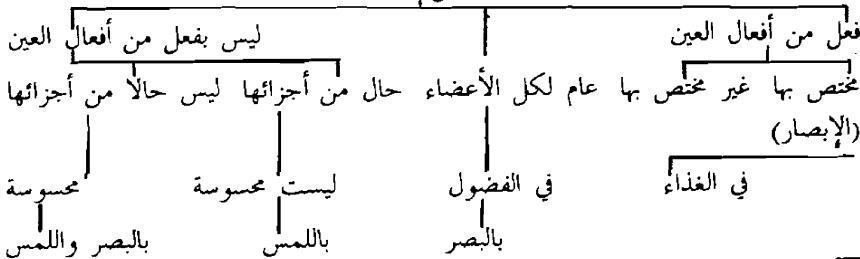 فعل من أفعال العين ليس بفعل من أفعال العين
مختص بها غير مختص بها عام لكل الأعضاء حال من أجزائها ليس حالًا من أجزائها
(الإبصار)
في الغذاء في الفضول ليست محسوسة محسوسة
بالبصر باللمس بالبصر واللمس